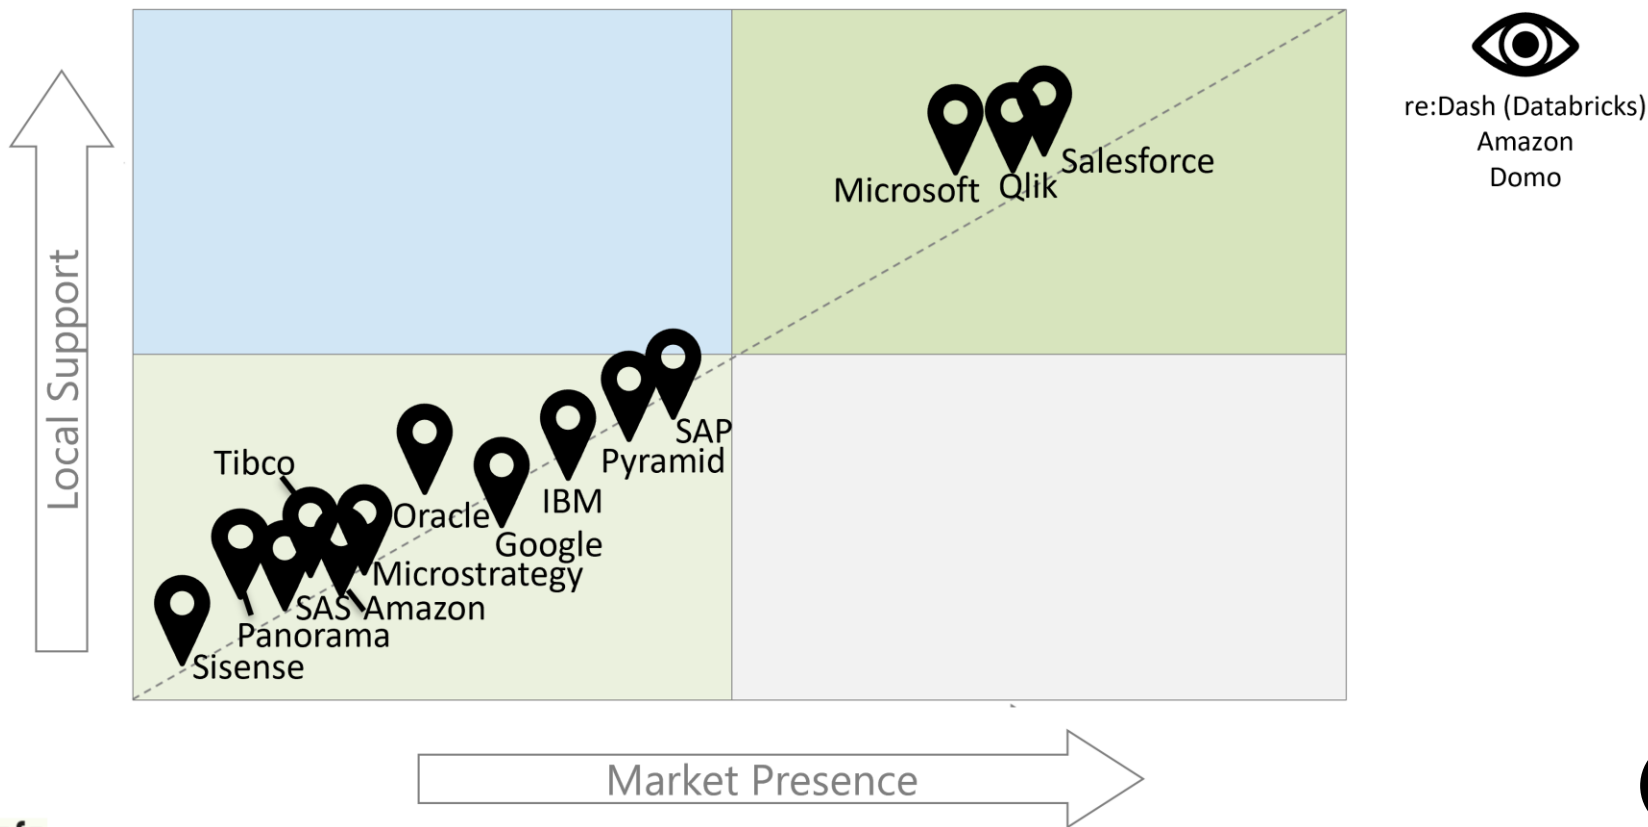 re:Dash (Databricks)
Amazon
Domo
Salesforce
Microsoft
Qlik
Local Support
SAP
Pyramid
Tibco
IBM
Oracle
Google
Microstrategy
SAS
Amazon
Panorama
Sisense
Market Presence